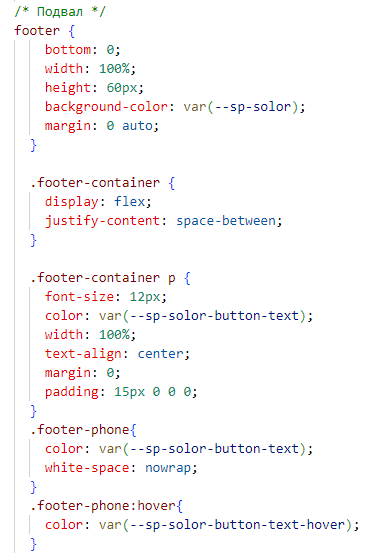 /* Подвал */
footer {
    bottom: 0;
    width: 100%;
    height: 60px;
    background-color: var(--sp-solor);
    margin: 0 auto;
  }

  .footer-container {
    display: flex;
    justify-content: space-between;
  }

  .footer-container p {
    font-size: 12px;
    color: var(--sp-solor-button-text);
    width: 100%;
    text-align: center;
    margin: 0;
    padding: 15px 0 0 0;
  }
  .footer-phone{
    color: var(--sp-solor-button-text);
    white-space: nowrap;
  }
  .footer-phone:hover{
    color: var(--sp-solor-button-text-hover);
  }